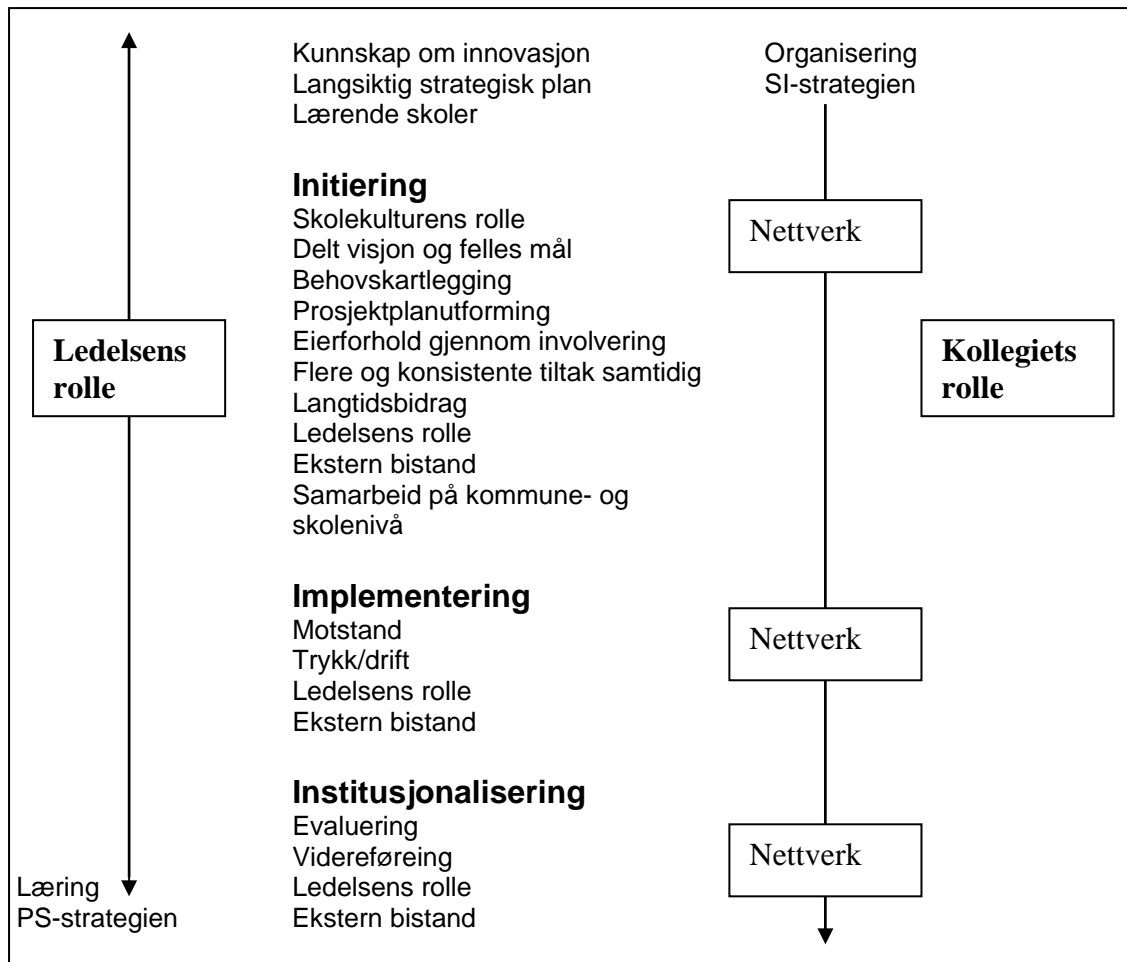 Kunnskap om innovasjon
Langsiktig strategisk plan
Lærende skoler
Organisering
SI-strategien
Initiering
Skolekulturens rolle
Delt visjon og felles mål
Behovskartlegging
Prosjektplanutforming
Eierforhold gjennom involvering
Flere og konsistente tiltak samtidig
Langtidsbidrag
Ledelsens rolle
Ekstern bistand
Samarbeid på kommune- og
skolenivå
Nettverk
Ledelsens
rolle
Kollegiets
rolle
Implementering
Motstand
Trykk/drift
Ledelsens rolle
Ekstern bistand
Nettverk
Institusjonalisering
Evaluering
Videreføreing
Ledelsens rolle
Ekstern bistand
Nettverk
Læring
PS-strategien